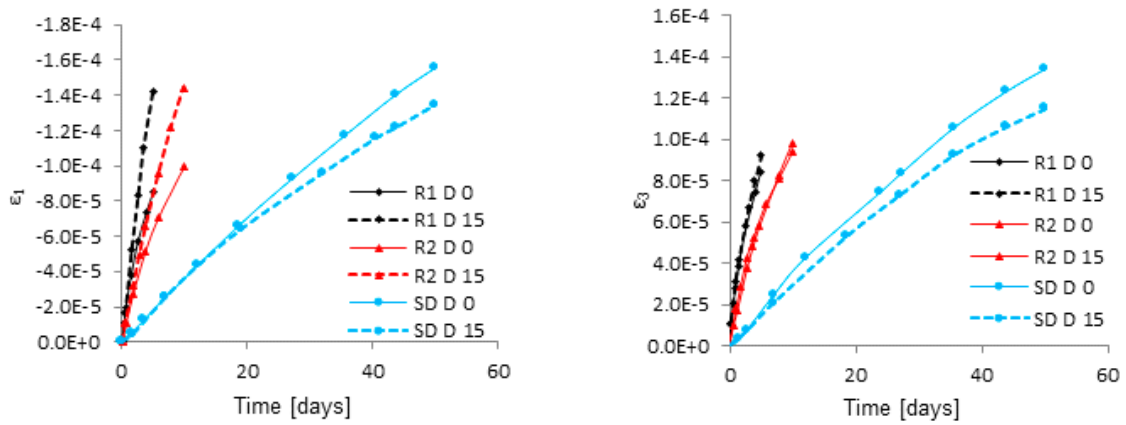 -1.8E-4
-1.6E-4
-1.4E-4
-1.2E-4
-1.0E-4
-8.0E-5
-6.0E-5
-4.0E-5
-2.0E-5
0.0E+0
ε1
0 20 40 60
Time [days]
R1 D 0
R1 D 15
R2 D 0
R2 D 15
SD D 0
SD D 15
1.6E-4
1.4E-4
1.2E-4
1.0E-4
8.0E-5
6.0E-5
4.0E-5
2.0E-5
0.0E+0
ε3
0 20 40 60
Time [days]
R1 D 0
R1 D 15
R2 D 0
R2 D 15
SD D 0
SD D 15